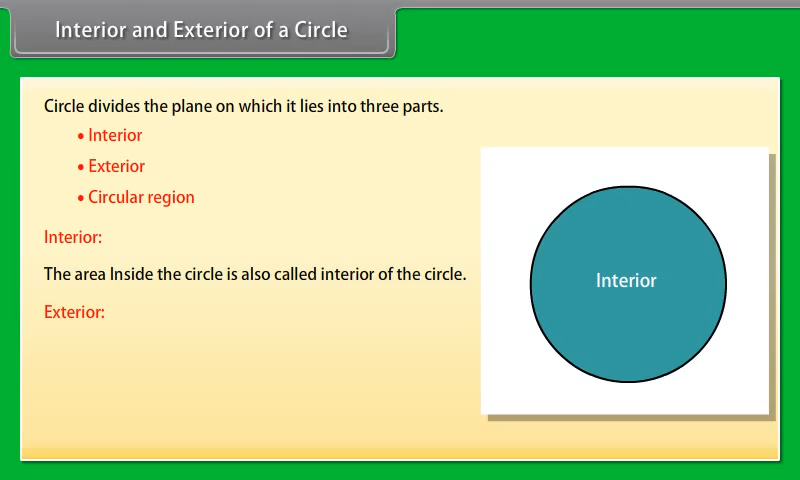 Interior and Exterior of a Circle
Circle divides the plane on which it lies into three parts.
• Interior
• Exterior
• Circular region
Interior:
The area Inside the circle is also called interior of the circle.
Exterior:
Interior